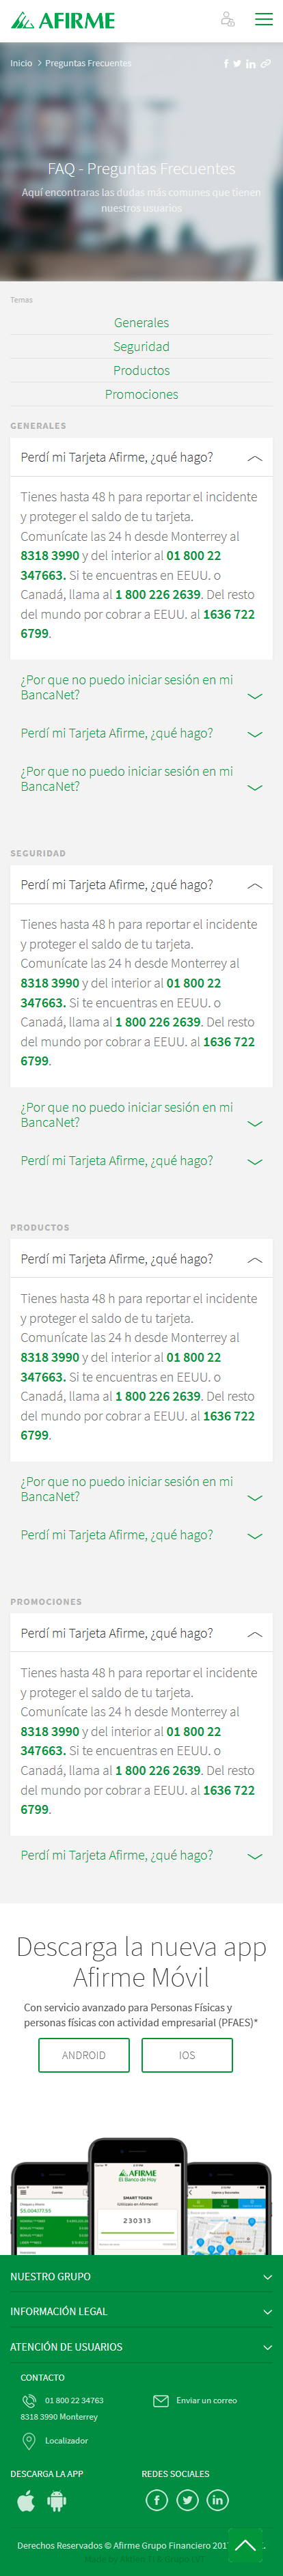 AFIRME
Inicio > Preguntas Frecuentes
FAQ - Preguntas Frecuentes
Aquí encontraras las dudas más comunes que tienen
nuestros usuarios
Temas
Generales
Seguridad
Productos
Promociones
GENERALES
Perdí mi Tarjeta Afirme, ¿qué hago?
Tienes hasta 48 h para reportar el incidente
y proteger el saldo de tu tarjeta.
Comunícate las 24 h desde Monterrey al
8318 3990 y del interior al 01 800 22
347663. Si te encuentras en EEUU. o
Canadá, llama al 1 800 226 2639. Del resto
del mundo por cobrar a EEUU. al 1636 722
6799.
¿Por que no puedo iniciar sesión en mi
BancaNet?
Perdí mi Tarjeta Afirme, ¿qué hago?
¿Por que no puedo iniciar sesión en mi
BancaNet?
SEGURIDAD
Perdí mi Tarjeta Afirme, ¿qué hago?
Tienes hasta 48 h para reportar el incidente
y proteger el saldo de tu tarjeta.
Comunícate las 24 h desde Monterrey al
8318 3990 y del interior al 01 800 22
347663. Si te encuentras en EEUU. o
Canadá, llama al 1 800 226 2639. Del resto
del mundo por cobrar a EEUU. al 1636 722
6799.
¿Por que no puedo iniciar sesión en mi
BancaNet?
Perdí mi Tarjeta Afirme, ¿qué hago?
PRODUCTOS
Perdí mi Tarjeta Afirme, ¿qué hago?
Tienes hasta 48 h para reportar el incidente
y proteger el saldo de tu tarjeta.
Comunícate las 24 h desde Monterrey al
8318 3990 y del interior al 01 800 22
347663. Si te encuentras en EEUU. o
Canadá, llama al 1 800 226 2639. Del resto
del mundo por cobrar a EEUU. al 1636 722
6799.
¿Por que no puedo iniciar sesión en mi
BancaNet?
Perdí mi Tarjeta Afirme, ¿qué hago?
PROMOCIONES
Perdí mi Tarjeta Afirme, ¿qué hago?
Tienes hasta 48 h para reportar el incidente
y proteger el saldo de tu tarjeta.
Comunícate las 24 h desde Monterrey al
8318 3990 y del interior al 01 800 22
347663. Si te encuentras en EEUU. o
Canadá, llama al 1 800 226 2639. Del resto
del mundo por cobrar a EEUU. al 1636 722
6799.
Perdí mi Tarjeta Afirme, ¿qué hago?
Descarga la nueva app
Afirme Móvil
Con servicio avanzado para Personas Físicas y
personas físicas con actividad empresarial (PFAES)*
ANDROID
IOS
AFIRME
El Banco de Hoy
SMART TOKEN
230313
NUESTRO GRUPO
INFORMACIÓN LEGAL
ATENCIÓN DE USUARIOS
CONTACTO
01 800 22 34763
Enviar un correo
8318 3990 Monterrey
Localizador
DESCARGA LA APP
REDES SOCIALES
Derechos Reservados © Afirme Grupo Financiero 201